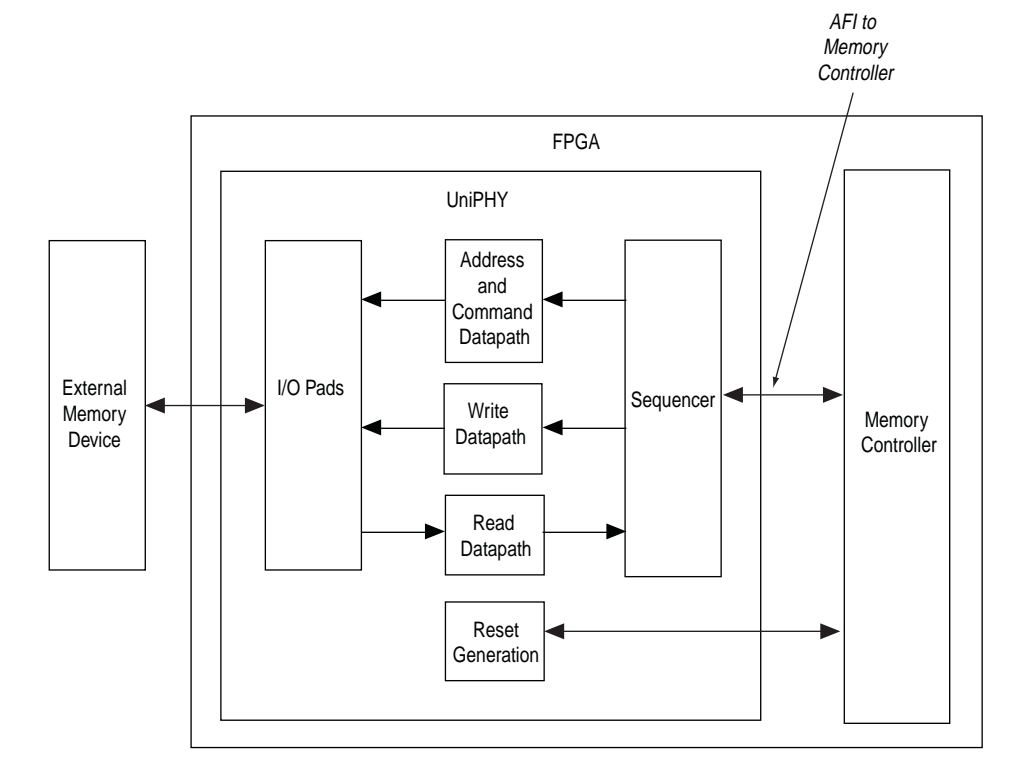 AFI to
Memory
Controller
FPGA
UniPHY
External
Memory
Device
I/O Pads
Address
and
Command
Datapath
Write
Datapath
Read
Datapath
Reset
Generation
Sequencer
Memory
Controller